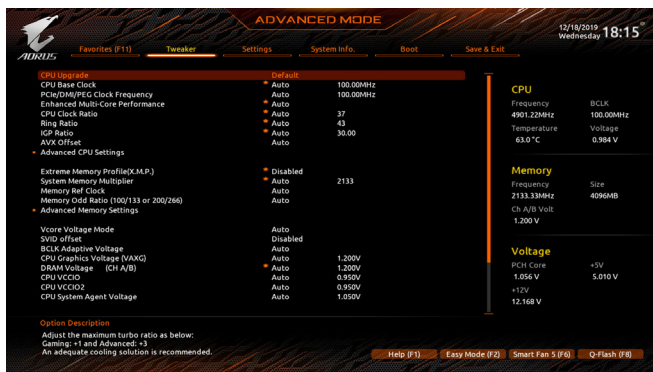 ADVANCED MODE
12/18/2019 Wednesday 18:15
AORUS
Favorites (F11) Tweaker Settings System Info. Boot Save & Exit
CPU Upgrade Default
CPU Base Clock * Auto 100.00MHz
PCIe/DMI/PEG Clock Frequency Auto 100.00MHz
Enhanced Multi-Core Performance * Auto
CPU Clock Ratio * Auto 37
Ring Ratio * Auto 43
IGP Ratio * Auto 30.00
AVX Offset Auto
Advanced CPU Settings
Extreme Memory Profile(X.M.P.) * Disabled
System Memory Multiplier * Auto 2133
Memory Ref Clock Auto
Memory Odd Ratio (100/133 or 200/266) Auto
Advanced Memory Settings
Vcore Voltage Mode Auto
SVID offset Disabled
BCLK Adaptive Voltage Auto
CPU Graphics Voltage (VAXG) Auto 1.200V
DRAM Voltage (CH A/B) * Auto 1.200V
CPU VCCIO Auto 0.950V
CPU VCCIO2 Auto 0.950V
CPU System Agent Voltage Auto 1.050V
CPU
Frequency BCLK
4901.22MHz 100.00MHz
Temperature Voltage
63.0 °C 0.984 V
Memory
Frequency Size
2133.33MHz 4096MB
Ch A/B Volt
1.200 V
Voltage
PCH Core +5V
1.056 V 5.010 V
+12V
12.168 V
Option Description
Adjust the maximum turbo ratio as below:
Gaming: +1 and Advanced: +3
An adequate cooling solution is recommended.
Help (F1) Easy Mode (F2) Smart Fan 5 (F6) Q-Flash (F8)